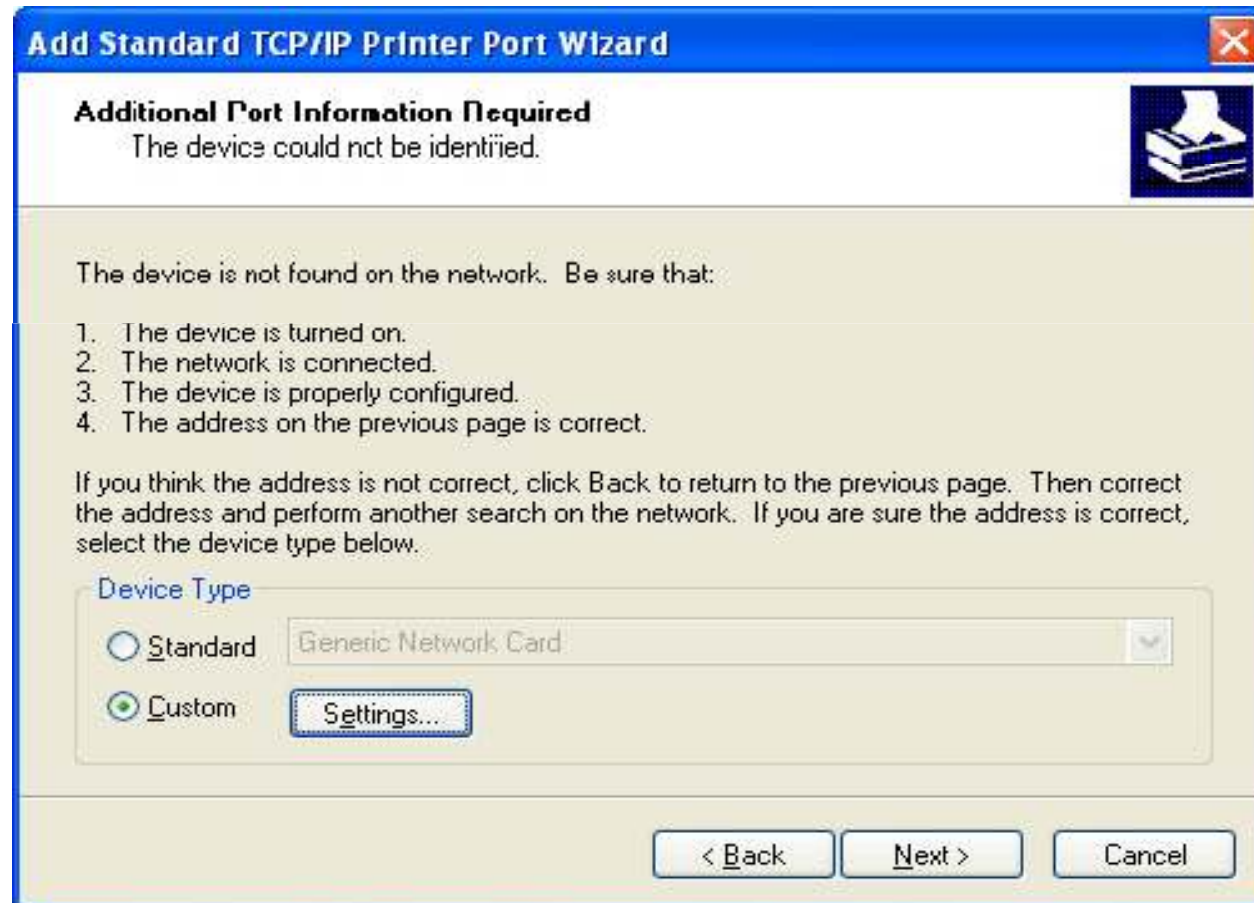 Add Standard TCP/IP Printer Port Wizard
Additional Port Information Required
The device could not be identified.
The device is not found on the network. Be sure that:
1. The device is turned on.
2. The network is connected.
3. The device is properly configured.
4. The address on the previous page is correct.
If you think the address is not correct, click Back to return to the previous page. Then correct
the address and perform another search on the network. If you are sure the address is correct,
select the device type below.
Device Type
Standard Generic Network Card
Custom Settings...
< Back Next > Cancel